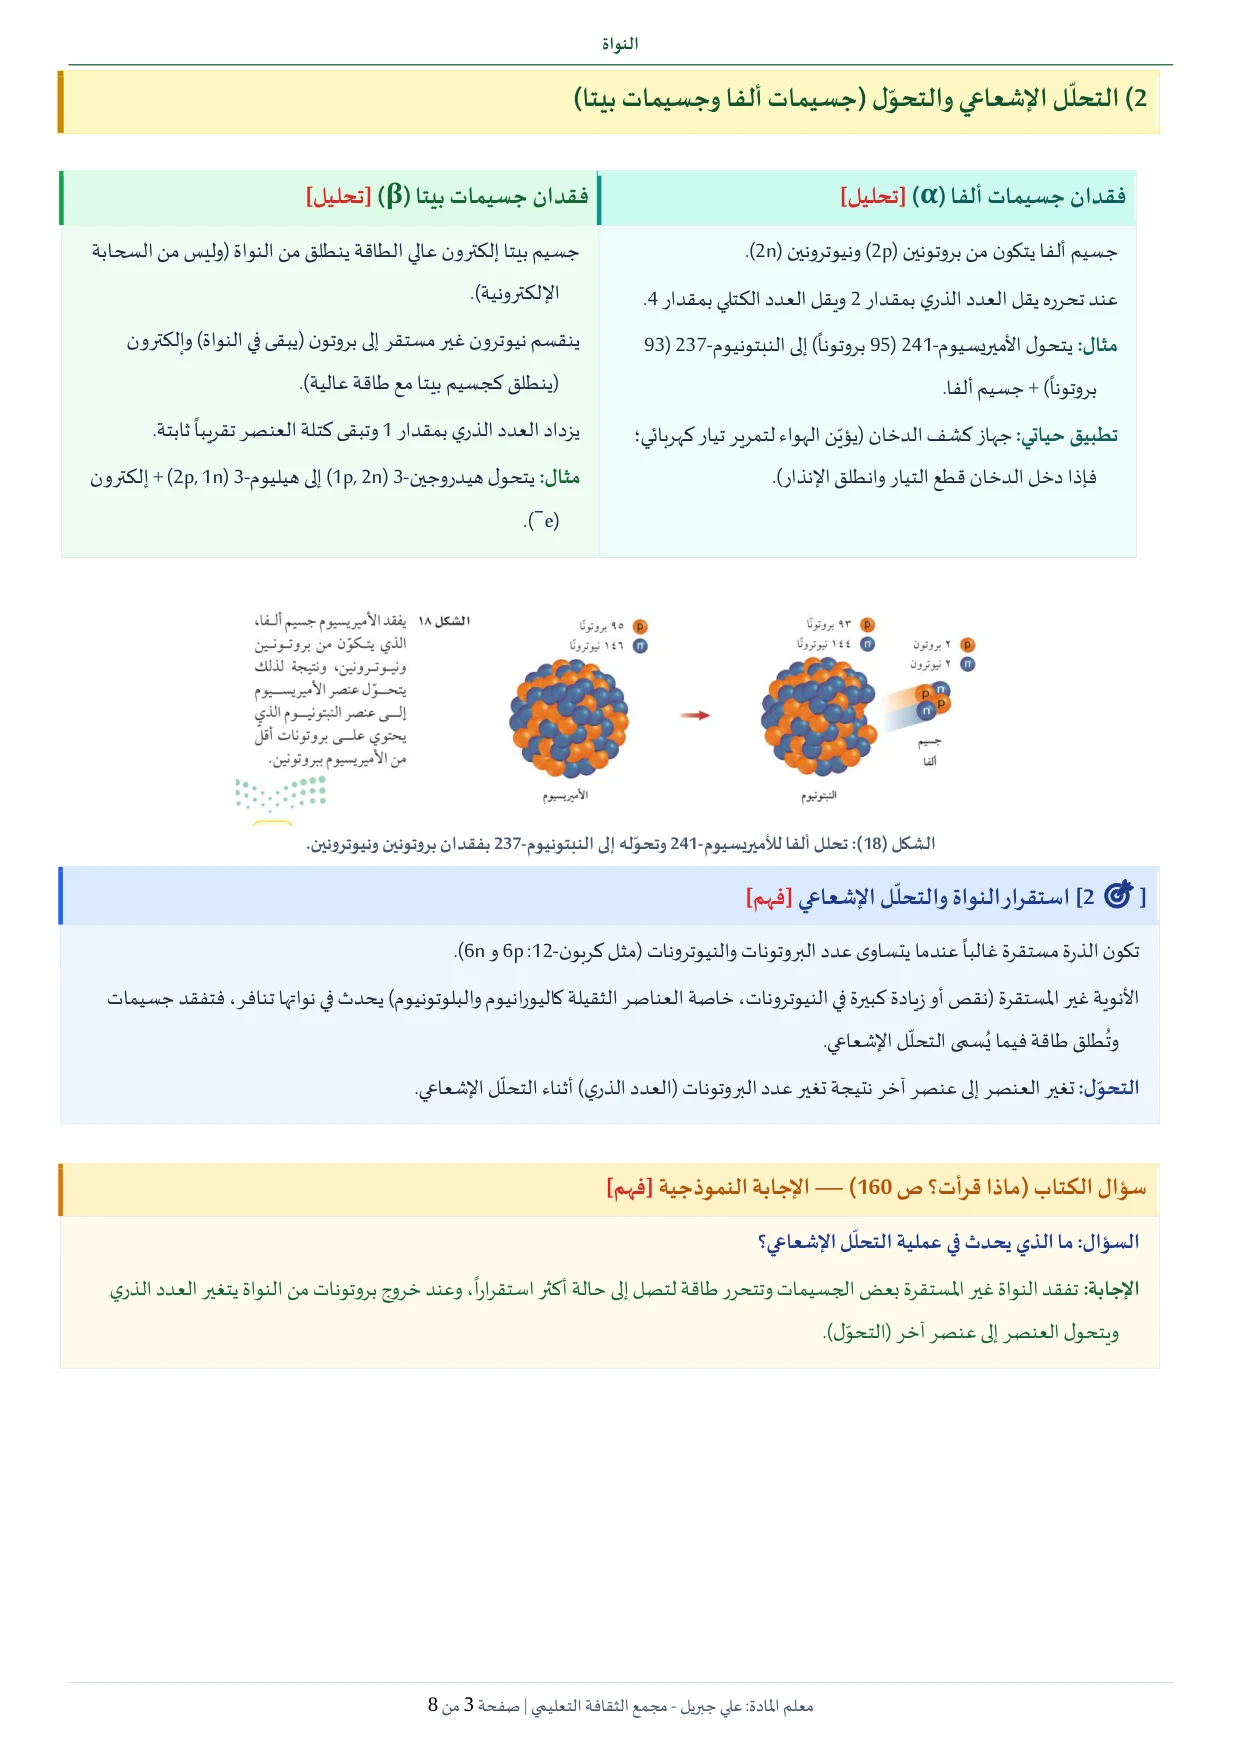 النواة
2) التحلّل الإشعاعي والتحوّل (جسيمات ألفا وجسيمات بيتا)
فقدان جسيمات ألفا (α) [تحليل]
جسيم ألفا يتكون من بروتونين (2p) ونيوترونين (2n).
عند تحرره يقل العدد الذري بمقدار 2 ويقل العدد الكتلي بمقدار 4.
مثال: يتحول الأميريسيوم-241 (95 بروتوناً) إلى النبتونيوم-237 (93
بروتوناً) + جسيم ألفا.
تطبيق حياتي: جهاز كشف الدخان (يؤيّن الهواء لتمرير تيار كهربائي؛
فإذا دخل الدخان قطع التيار وانطلق الإنذار).
فقدان جسيمات بيتا (β) [تحليل]
جسيم بيتا إلكترون عالي الطاقة ينطلق من النواة (وليس من السحابة
الإلكترونية).
ينقسم نيوترون غير مستقر إلى بروتون (يبقى في النواة) وإلكترون
(ينطلق كجسيم بيتا مع طاقة عالية).
يزداد العدد الذري بمقدار 1 وتبقى كتلة العنصر تقريباً ثابتة.
مثال: يتحول هيدروجين-3 (1p, 2n) إلى هيليوم-3 (2p, 1n) + إلكترون
(e⁻).
p ٢ بروتون
n ٢ نيوترون
p
n
p
n
جسيم
ألفا
p ٩٣ بروتونًا
n ١٤٤ نيوترونًا
النبتونيوم
p ٩٥ بروتونًا
n ١٤٦ نيوترونًا
الأميريسيوم
الشكل ١٨ يفقد الأميريسيوم جسيم ألـفا،
الذي يتـكوّن من بروتـونـين
ونيـوتـرونين، ونتيجة لذلك
يتحـــوّل عنصر الأميريســـيوم
إلـــى عنصر النبتونيـــوم الذي
يحتوي علـــى بروتونات أقلّ
من الأميريسيوم ببروتونين.
الشكل (18): تحلل ألفا للأميريسيوم-241 وتحوّله إلى النبتونيوم-237 بفقدان بروتونين ونيوترونين.
[🎯 2] استقرار النواة والتحلّل الإشعاعي [فهم]
تكون الذرة مستقرة غالباً عندما يتساوى عدد البروتونات والنيوترونات (مثل كربون-12: 6p و 6n).
الأنوية غير المستقرة (نقص أو زيادة كبيرة في النيوترونات، خاصة العناصر الثقيلة كاليورانيوم والبلوتونيوم) يحدث في نواتها تنافر، فتفقد جسيمات
وتُطلق طاقة فيما يُسمى التحلّل الإشعاعي.
التحوّل: تغير العنصر إلى عنصر آخر نتيجة تغير عدد البروتونات (العدد الذري) أثناء التحلّل الإشعاعي.
سؤال الكتاب (ماذا قرأت؟ ص 160) — الإجابة النموذجية [فهم]
السؤال: ما الذي يحدث في عملية التحلّل الإشعاعي؟
الإجابة: تفقد النواة غير المستقرة بعض الجسيمات وتتحرر طاقة لتصل إلى حالة أكثر استقراراً، وعند خروج بروتونات من النواة يتغير العدد الذري
ويتحول العنصر إلى عنصر آخر (التحوّل).
معلم المادة: علي جبريل - مجمع الثقافة التعليمي | صفحة 3 من 8